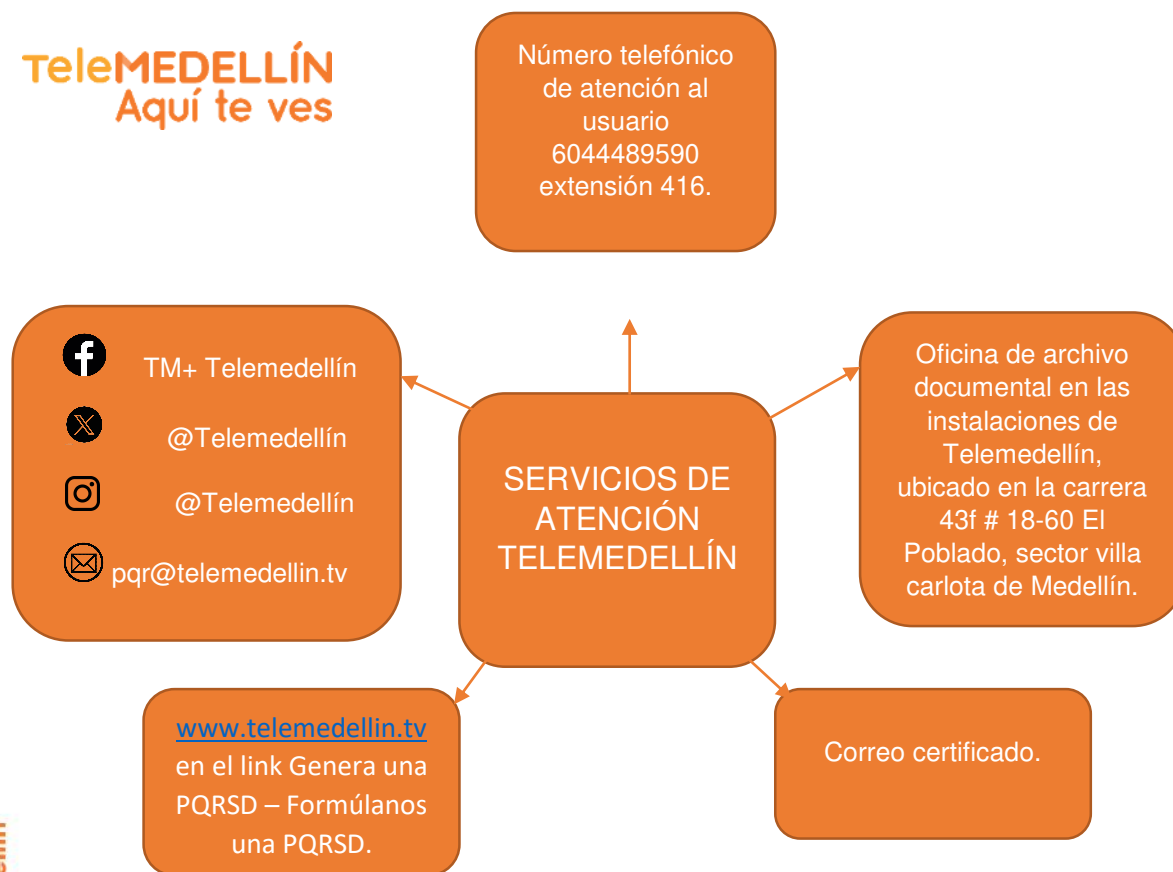 TeleMEDELLÍN
Aquí te ves
Número telefónico
de atención al
usuario
6044489590
extensión 416.
TM+ Telemedellín
@Telemedellín
@Telemedellín
pqr@telemedellin.tv
SERVICIOS DE
ATENCIÓN
TELEMEDELLÍN
Oficina de archivo
documental en las
instalaciones de
Telemedellín,
ubicado en la carrera
43f # 18-60 El
Poblado, sector villa
carlota de Medellín.
www.telemedellin.tv
en el link Genera una
PQRSD – Formúlanos
una PQRSD.
Correo certificado.